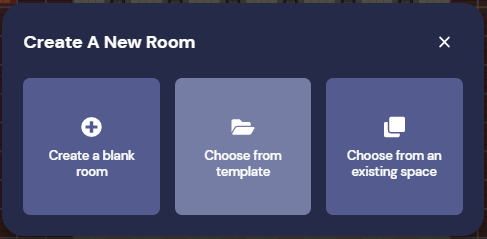 Create A New Room
Create a blank
room
Choose from
template
Choose from an
existing space